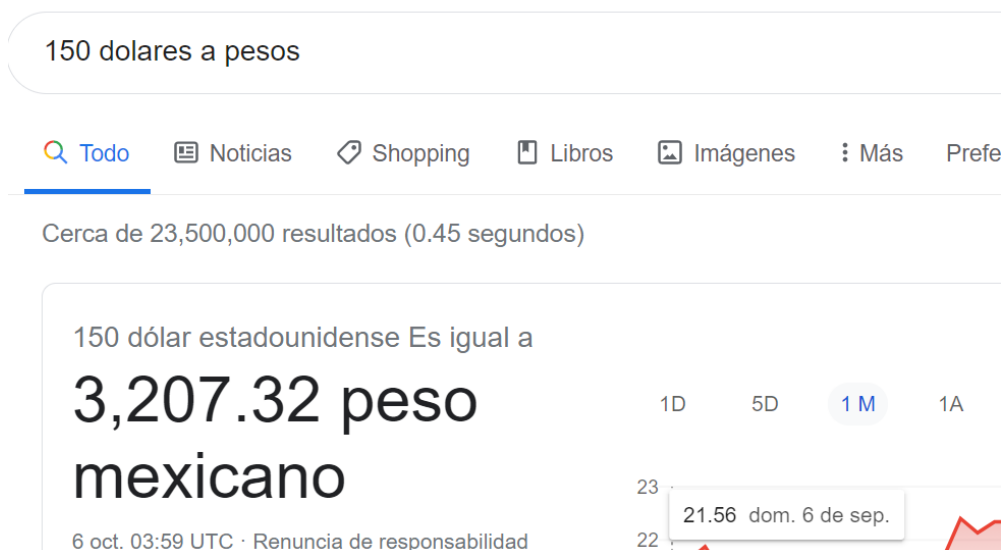 150 dolares a pesos
Todo Noticias Shopping Libros Imágenes Más Prefe
Cerca de 23,500,000 resultados (0.45 segundos)
150 dólar estadounidense Es igual a
3,207.32 peso
mexicano
6 oct. 03:59 UTC · Renuncia de responsabilidad
1D 5D 1 M 1A
23
21.56 dom. 6 de sep.
22